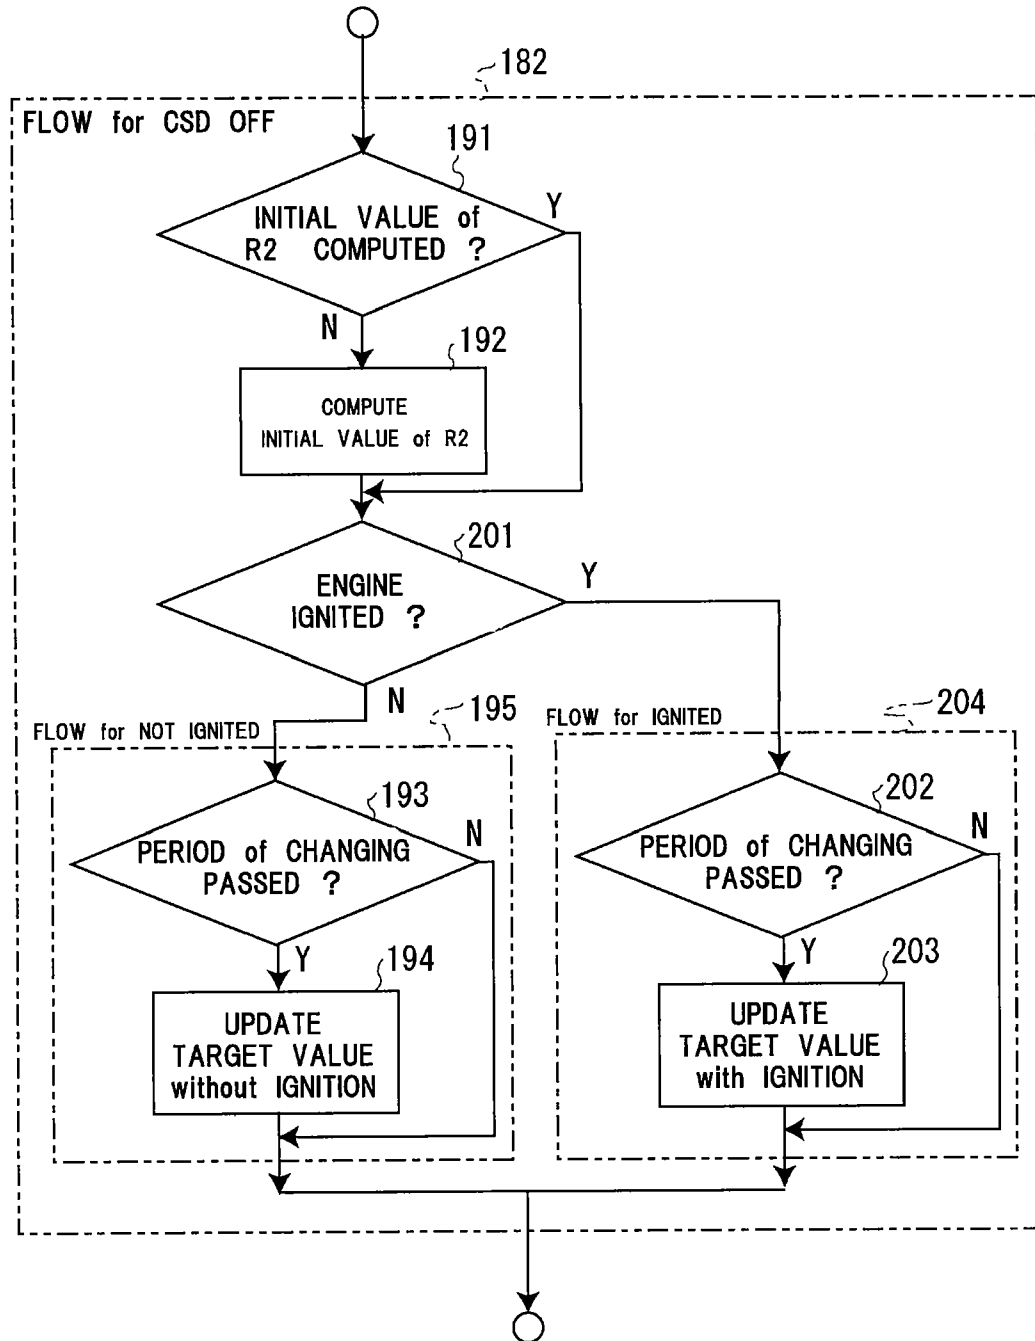 182
FLOW for CSD OFF
191
INITIAL VALUE of
R2 COMPUTED ?
Y
N
192
COMPUTE
INITIAL VALUE of R2
201
ENGINE
IGNITED ?
Y
N
FLOW for NOT IGNITED
195
FLOW for IGNITED
204
193
PERIOD of CHANGING
PASSED ?
N
Y
194
UPDATE
TARGET VALUE
without IGNITION
202
PERIOD of CHANGING
PASSED ?
N
Y
203
UPDATE
TARGET VALUE
with IGNITION